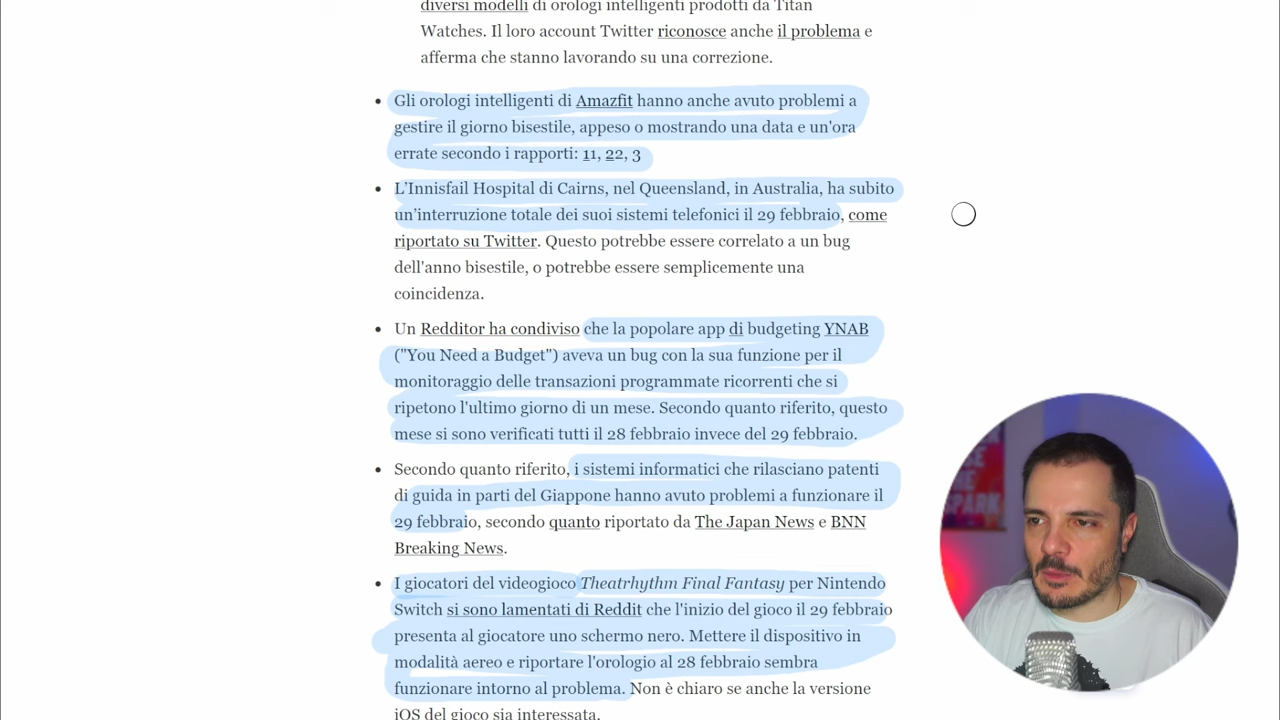 diversi modelli di orologi intelligenti prodotti da Titan
Watches. Il loro account Twitter riconosce anche il problema e
afferma che stanno lavorando su una correzione.
• Gli orologi intelligenti di Amazfit hanno anche avuto problemi a
gestire il giorno bisestile, appeso o mostrando una data e un'ora
errate secondo i rapporti: 11, 22, 3
• L'Innisfail Hospital di Cairns, nel Queensland, in Australia, ha subito
un'interruzione totale dei suoi sistemi telefonici il 29 febbraio, come
riportato su Twitter. Questo potrebbe essere correlato a un bug
dell'anno bisestile, o potrebbe essere semplicemente una
coincidenza.
• Un Redditor ha condiviso che la popolare app di budgeting YNAB
("You Need a Budget") aveva un bug con la sua funzione per il
monitoraggio delle transazioni programmate ricorrenti che si
ripetono l'ultimo giorno di un mese. Secondo quanto riferito, questo
mese si sono verificati tutti il 28 febbraio invece del 29 febbraio.
• Secondo quanto riferito, i sistemi informatici che rilasciano patenti
di guida in parti del Giappone hanno avuto problemi a funzionare il
29 febbraio, secondo quanto riportato da The Japan News e BNN
Breaking News.
• I giocatori del videogioco Theatrhythm Final Fantasy per Nintendo
Switch si sono lamentati di Reddit che l'inizio del gioco il 29 febbraio
presenta al giocatore uno schermo nero. Mettere il dispositivo in
modalità aereo e riportare l'orologio al 28 febbraio sembra
funzionare intorno al problema. Non è chiaro se anche la versione
iOS del gioco sia interessata.
SPARK